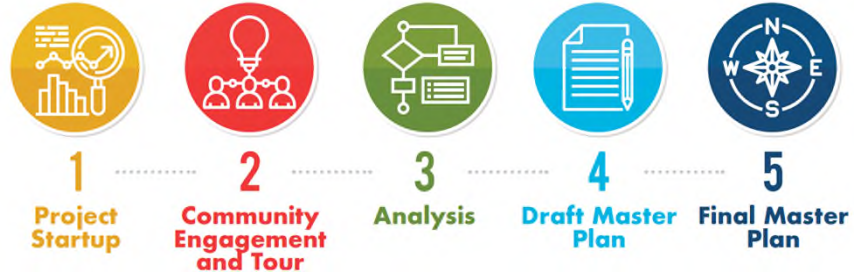 N
W E
S
1 2 3 4 5
Project
Startup
Community
Engagement
and Tour
Analysis
Draft Master
Plan
Final Master
Plan